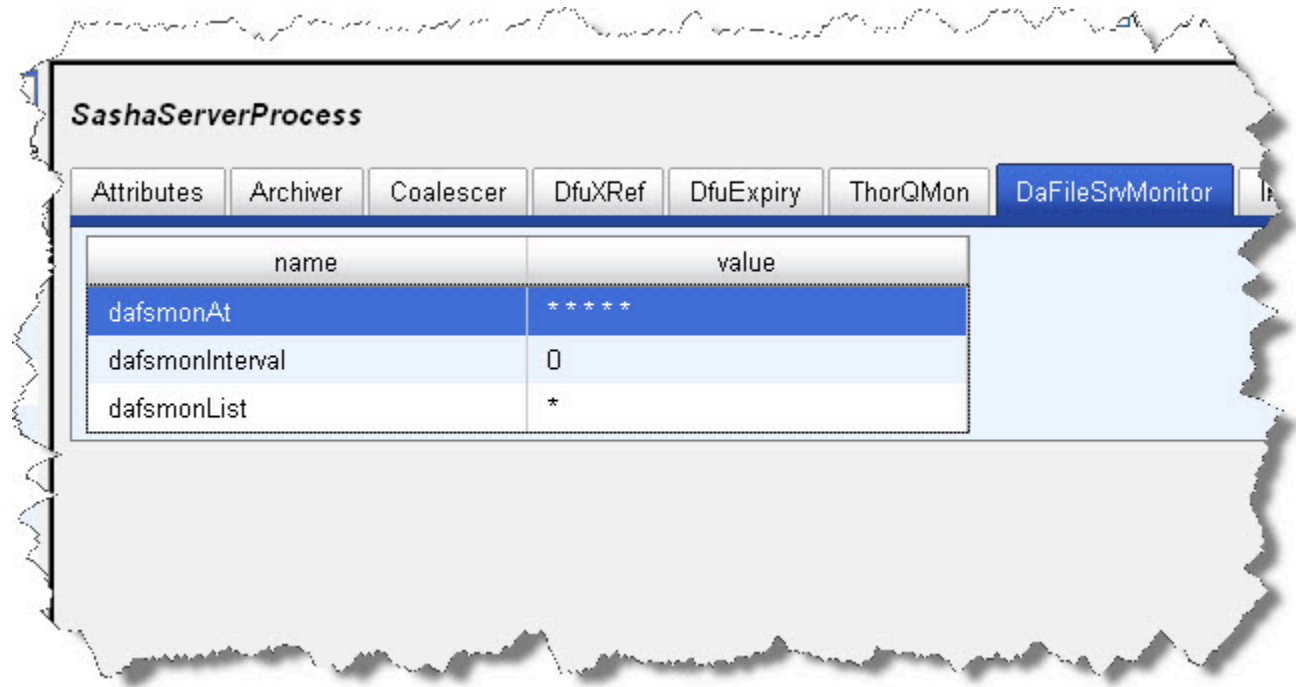 SashaServerProcess
Attributes Archiver Coalescer DfuXRef DfuExpiry ThorQMon DaFileSrvMonitor
name value
dafsmonAt * * * * *
dafsmonInterval 0
dafsmonList *